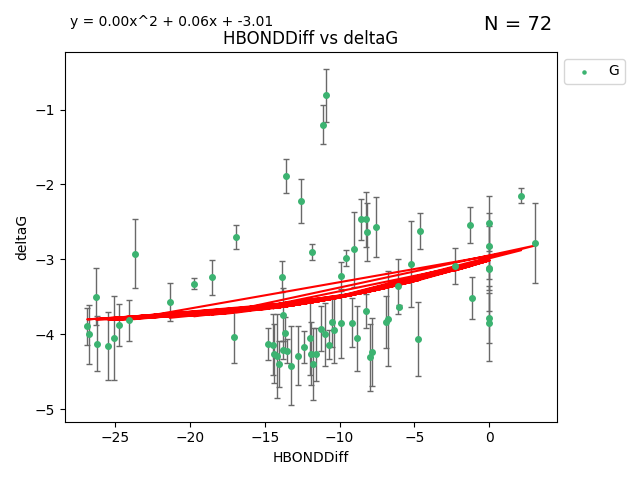 y = 0.00x^2 + 0.06x + -3.01
N = 72
HBONDDiff vs deltaG
G
deltaG
−1
−2
−3
−4
−5
−25
−20
−15
−10
−5
0
HBONDDiff